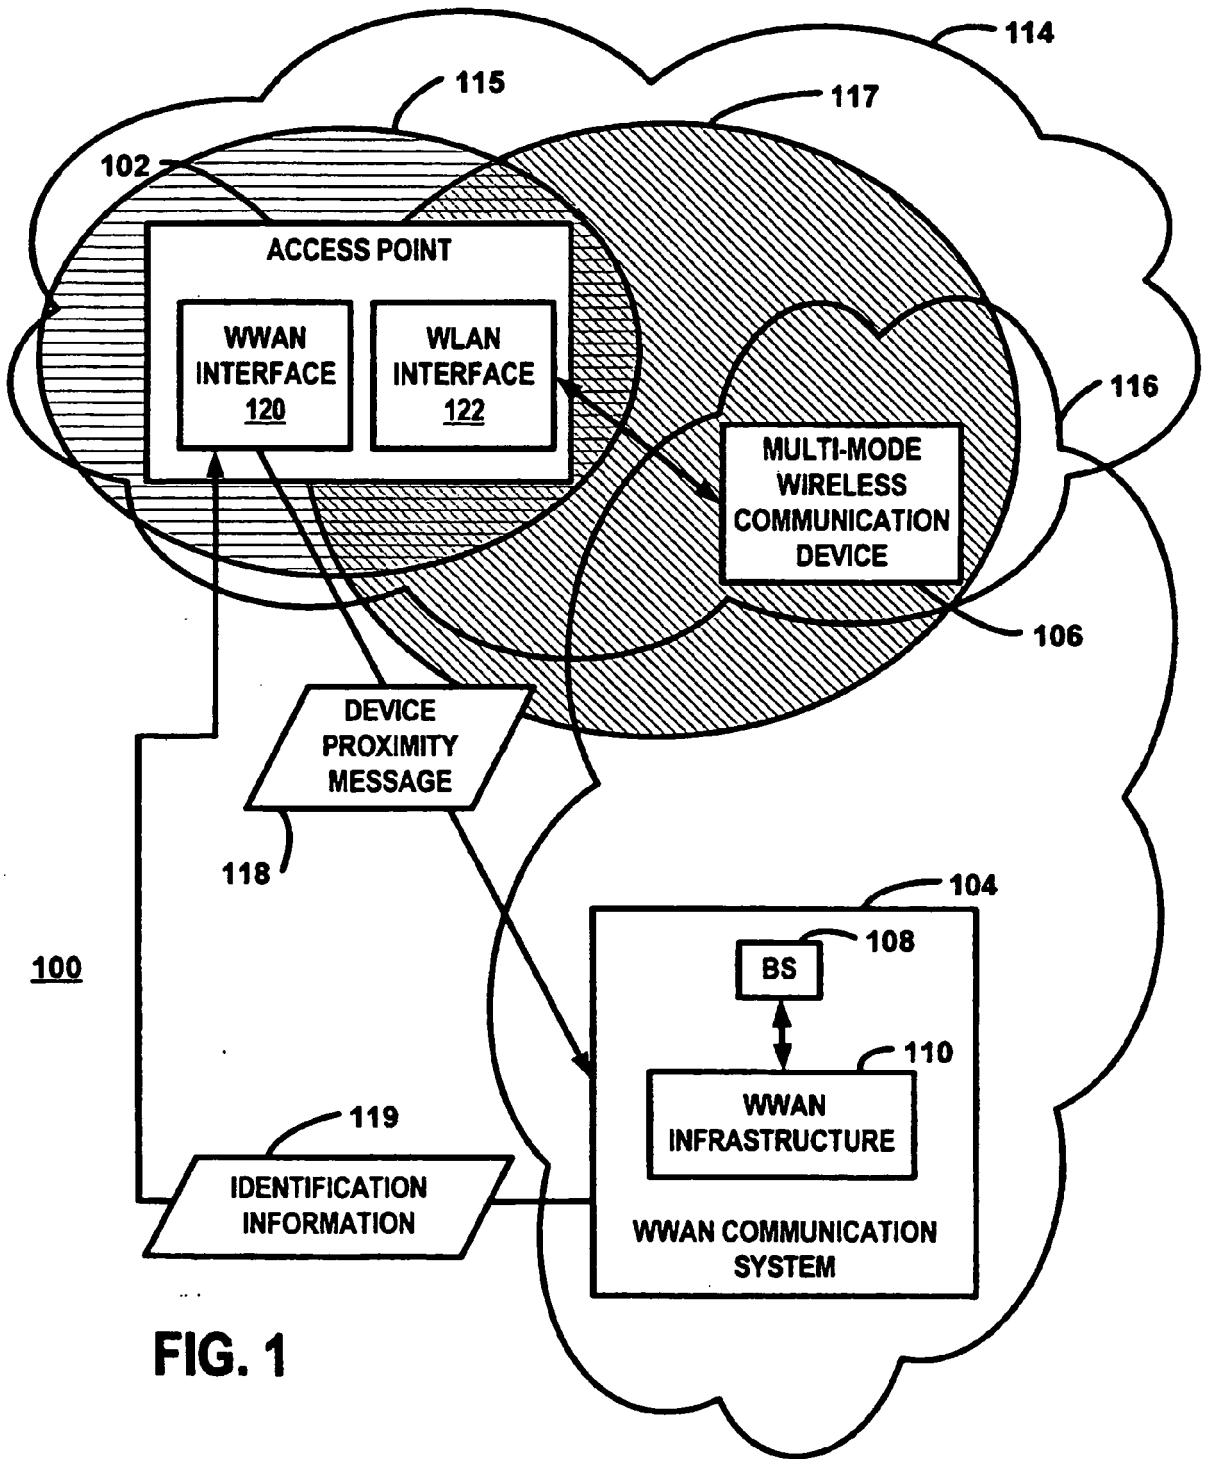 114
115
117
102
ACCESS POINT
WWAN
INTERFACE
120
WLAN
INTERFACE
122
116
MULTI-MODE
WIRELESS
COMMUNICATION
DEVICE
106
DEVICE
PROXIMITY
MESSAGE
118
104
108
BS
100
110
WWAN
INFRASTRUCTURE
119
IDENTIFICATION
INFORMATION
WWAN COMMUNICATION
SYSTEM
FIG. 1